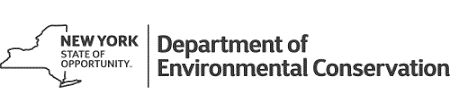 NEW YORK
STATE OF
OPPORTUNITY.
Department of
Environmental Conservation